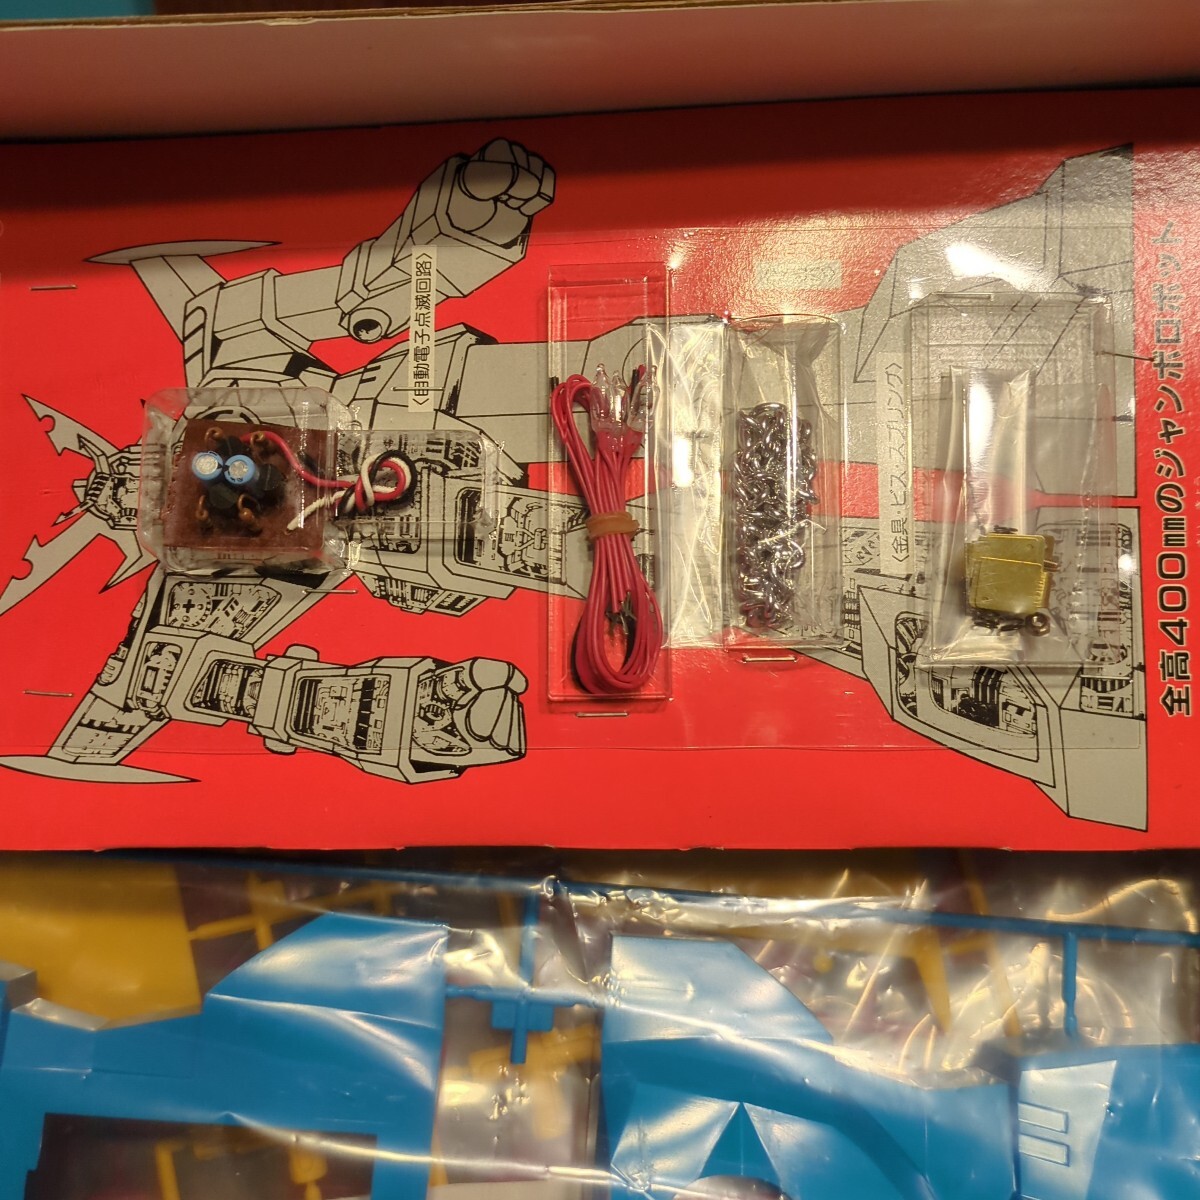 〈自動電子点滅回路〉
〈金具・ビス・スプリング〉
全高400㎜のジャンボロボット